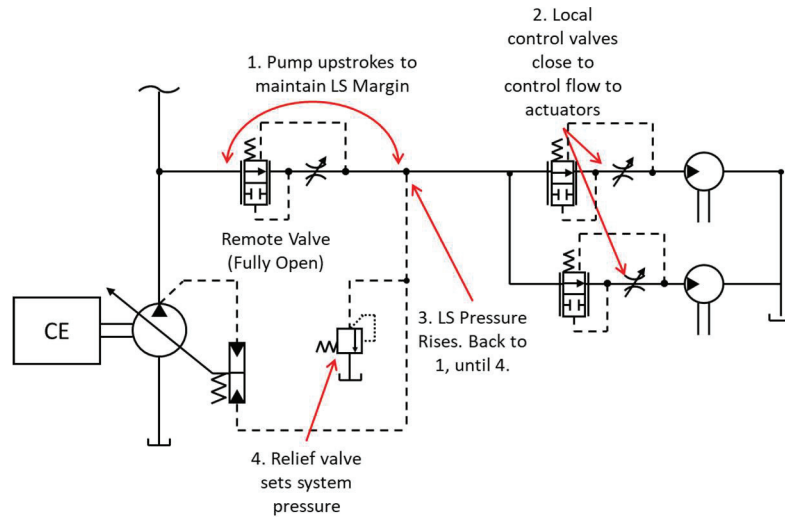 1. Pump upstrokes to
maintain LS Margin
2. Local
control valves
close to
control flow to
actuators
Remote Valve
(Fully Open)
CE
3. LS Pressure
Rises. Back to
1, until 4.
4. Relief valve
sets system
pressure